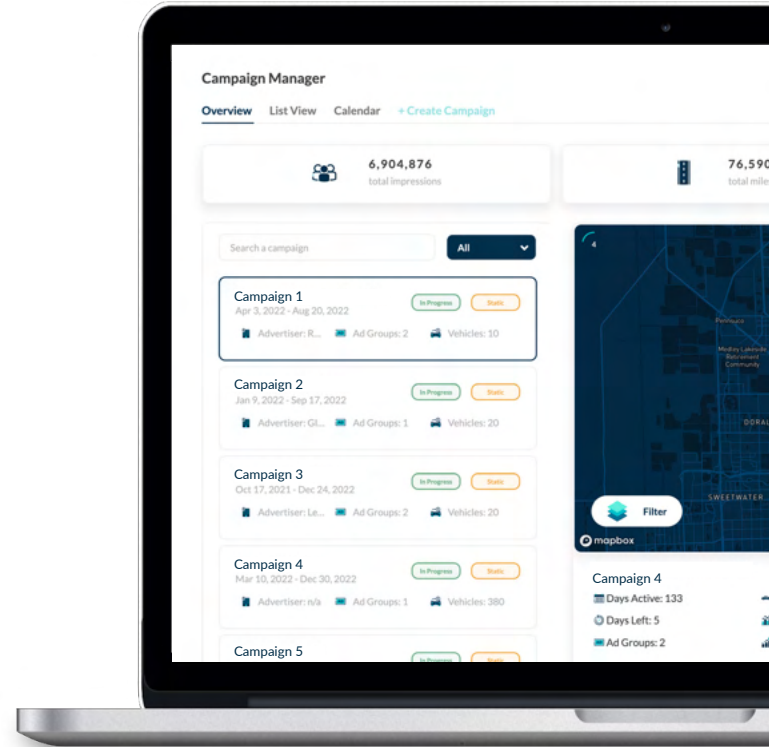 Campaign Manager
Overview List View Calendar + Create Campaign
6,904,876
total impressions
76,590
total mile
Search a campaign
All
Campaign 1
Apr 3, 2022 - Aug 20, 2022
In Progress
Static
Advertiser: R... Ad Groups: 2 Vehicles: 10
Campaign 2
Jan 9, 2022 - Sep 17, 2022
In Progress
Static
Advertiser: Gl... Ad Groups: 1 Vehicles: 20
Campaign 3
Oct 17, 2021 - Dec 24, 2022
In Progress
Static
Advertiser: Le... Ad Groups: 2 Vehicles: 20
Campaign 4
Mar 10, 2022 - Dec 30, 2022
In Progress
Static
Advertiser: n/a Ad Groups: 1 Vehicles: 380
Campaign 5
In Progress
Static
4
Pennsuco
Medley Lakeside
Retirement
Community
DORAL
SWEETWATER
Filter
mapbox
Campaign 4
Days Active: 133
Days Left: 5
Ad Groups: 2